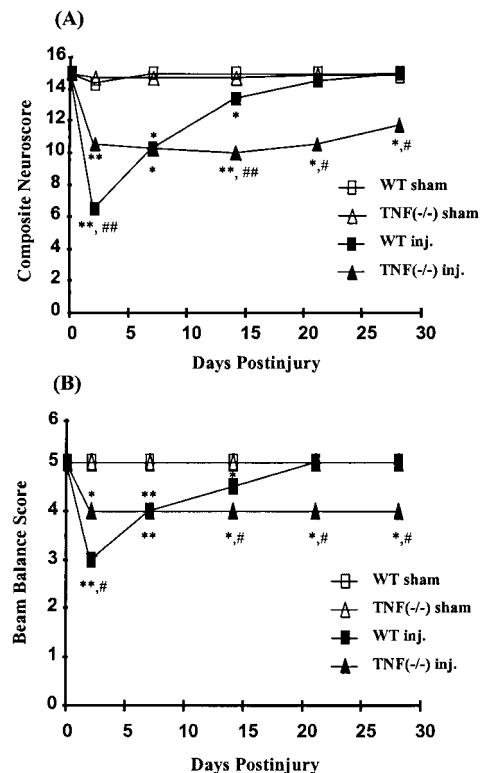 (A)
16
14
12
10
8
6
4
2
0
Composite Neuroscore
*
*
*
**
**, ##
*,#
*,#
**, ##
WT sham
TNF(-/-) sham
WT inj.
TNF(-/-) inj.
0 5 10 15 20 25 30
Days Postinjury
(B)
6
5
4
3
2
1
0
Beam Balance Score
*
* **
** *,# *,# *,#
**,#
WT sham
TNF(-/-) sham
WT inj.
TNF(-/-) inj.
0 5 10 15 20 25 30
Days Postinjury